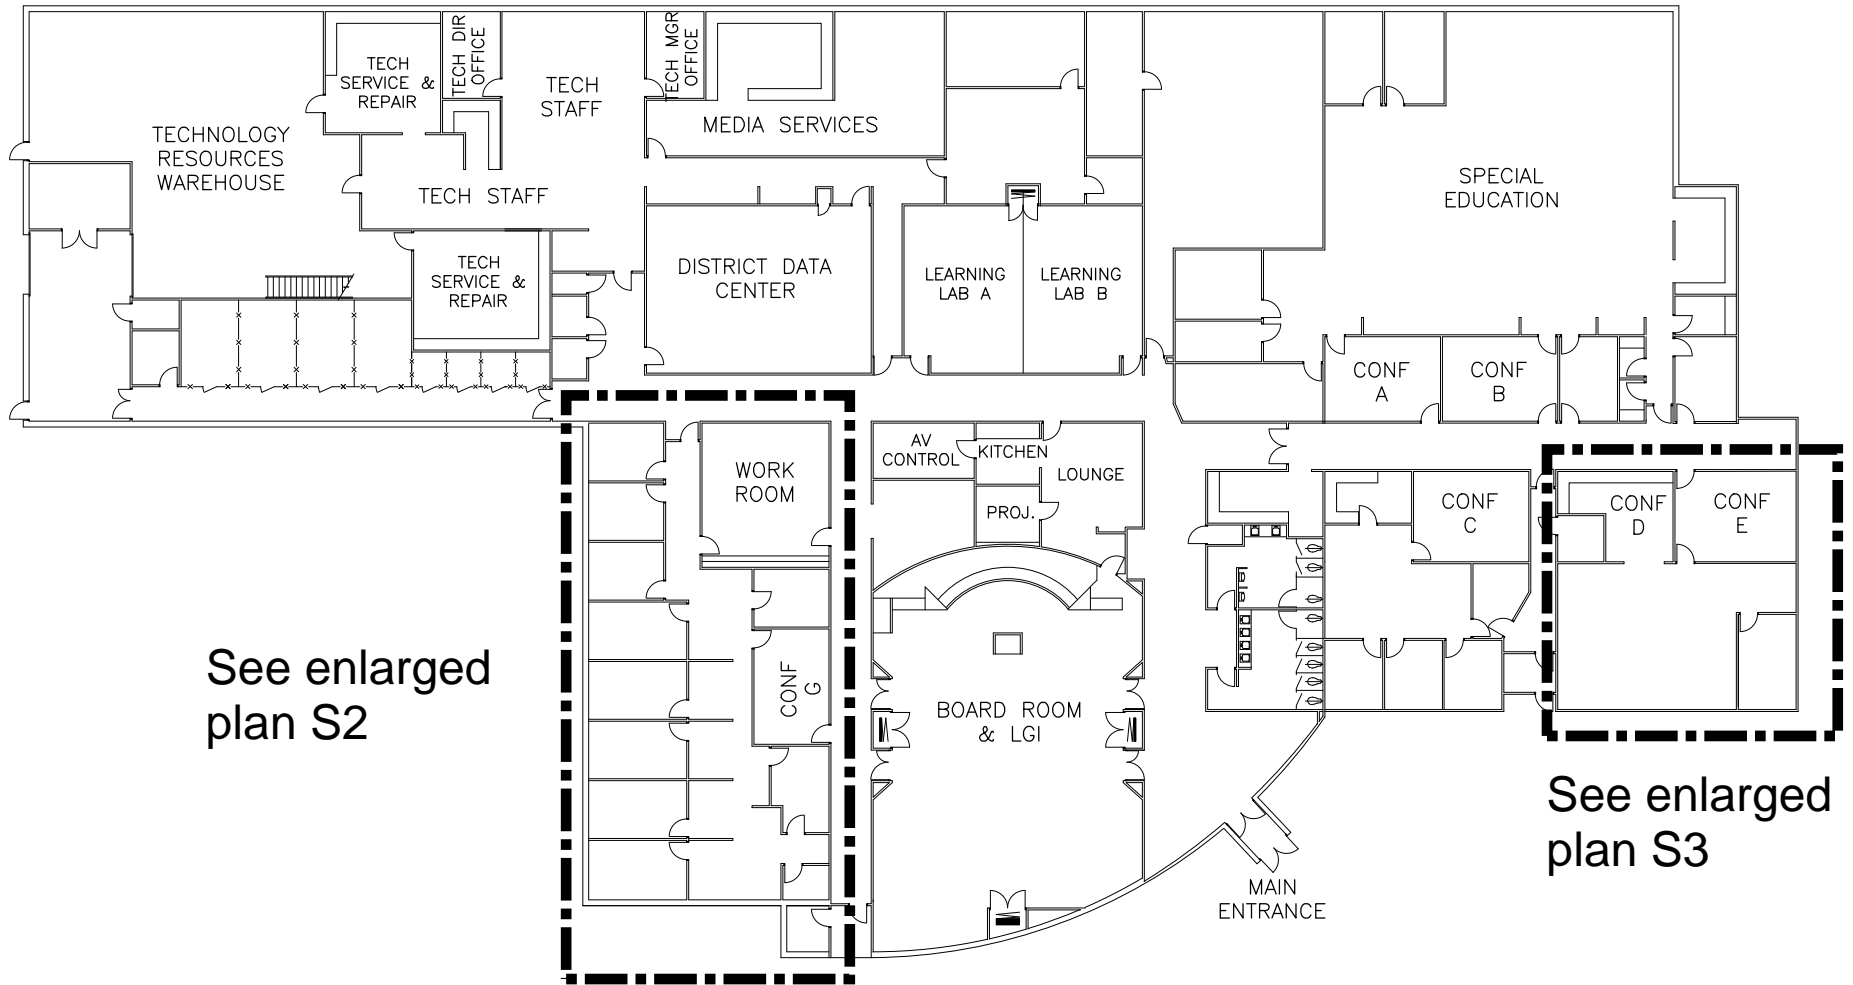 TECH
SERVICE &
REPAIR
TECH DIR
OFFICE
TECH
STAFF
TECH MGR
OFFICE
MEDIA SERVICES
TECHNOLOGY
RESOURCES
WAREHOUSE
TECH STAFF
SPECIAL
EDUCATION
TECH
SERVICE &
REPAIR
DISTRICT DATA
CENTER
LEARNING
LAB A
LEARNING
LAB B
CONF
A
CONF
B
AV
CONTROL
KITCHEN
LOUNGE
PROJ.
WORK
ROOM
CONF
C
CONF
D
CONF
E
CONF
G
BOARD ROOM
& LGI
See enlarged
plan S2
See enlarged
plan S3
MAIN
ENTRANCE